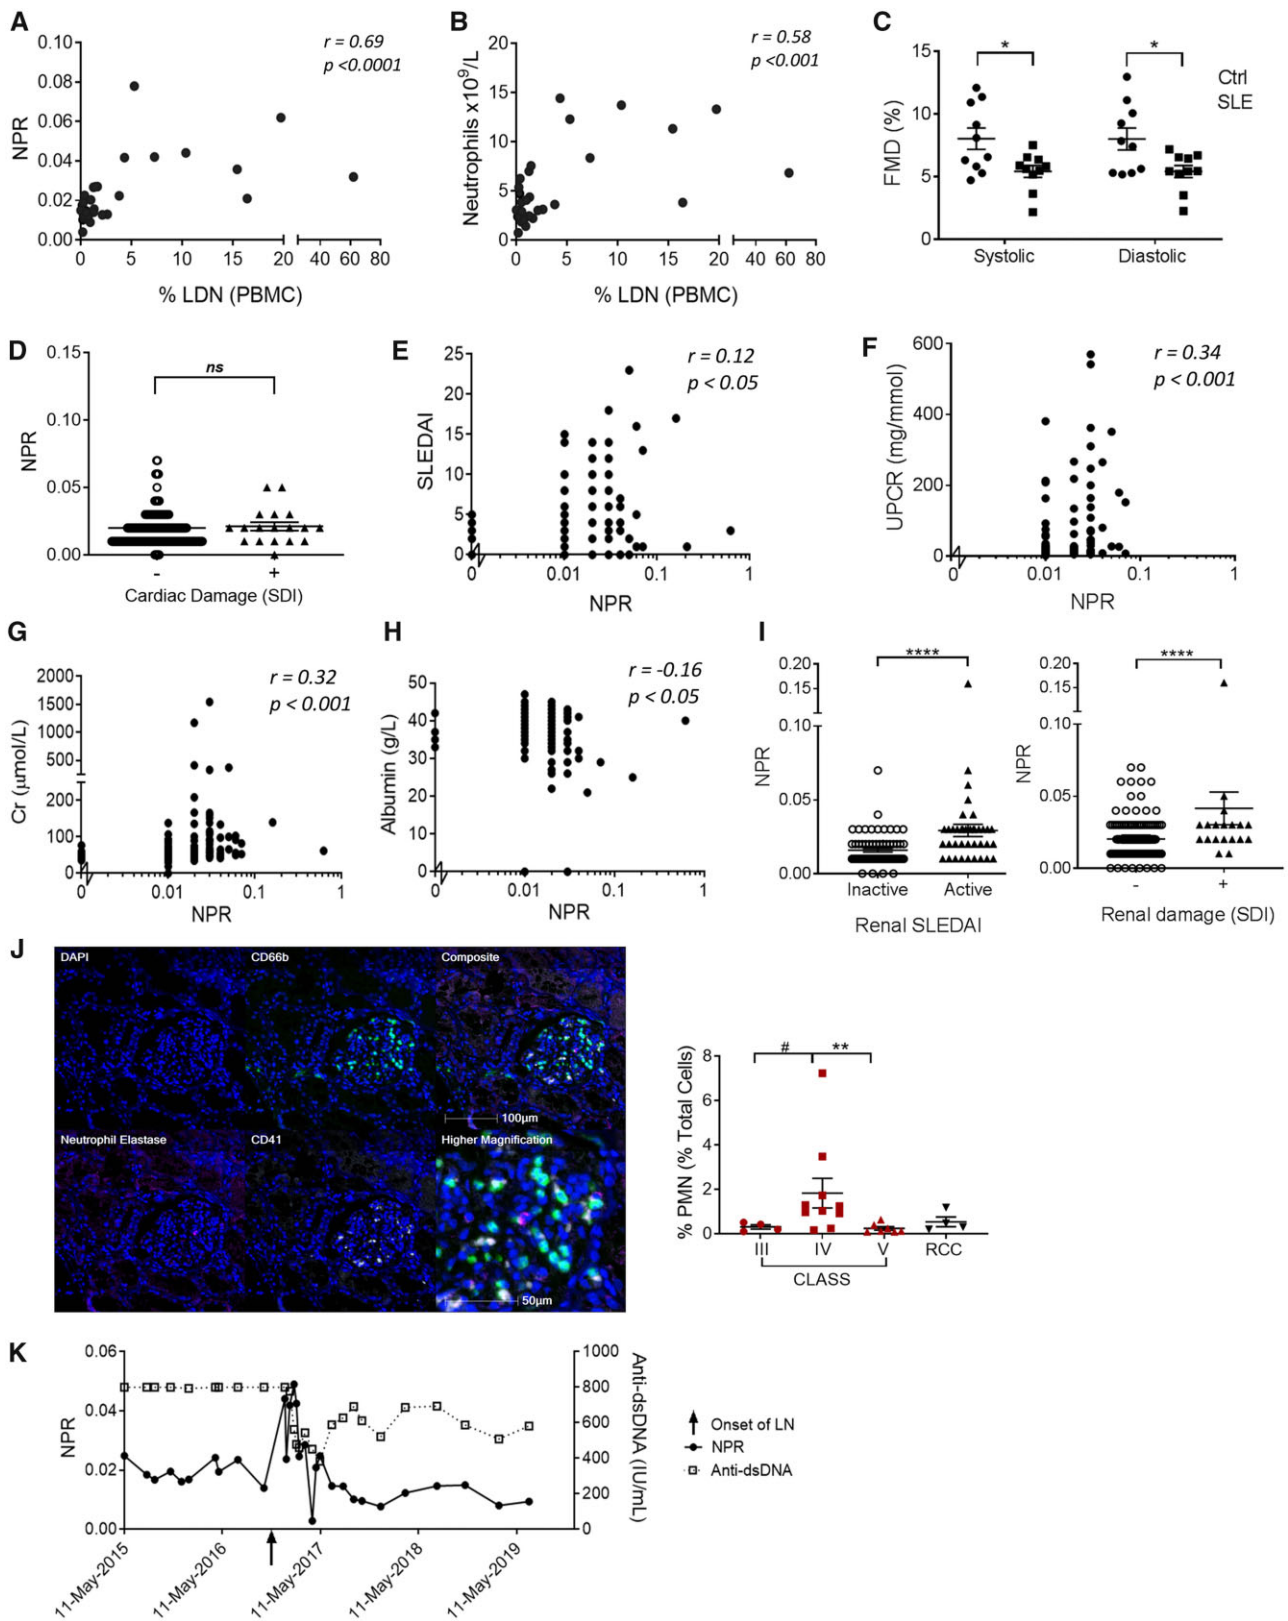 A
r = 0.69
p <0.0001
NPR
0.10
0.08
0.06
0.04
0.02
0.00
0 5 10 15 20 40 60 80
% LDN (PBMC)
B
r = 0.58
p <0.001
Neutrophils x10⁹/L
20
15
10
5
0
0 5 10 15 20 40 60 80
% LDN (PBMC)
C
FMD (%)
15
10
5
0
* *
Ctrl
SLE
Systolic Diastolic
D
NPR
0.15
0.10
0.05
0.00
ns
- +
Cardiac Damage (SDI)
E
SLEDAI
25
20
15
10
5
0
r = 0.12
p < 0.05
0 0.01 0.1 1
NPR
F
UPCR (mg/mmol)
600
400
200
0
r = 0.34
p < 0.001
0 0.01 0.1 1
NPR
G
Cr (μmol/L)
2000
1500
1000
500
200
100
0
r = 0.32
p < 0.001
0 0.01 0.1 1
NPR
H
Albumin (g/L)
50
40
30
20
10
0
r = -0.16
p < 0.05
0 0.01 0.1 1
NPR
I
NPR
0.20
0.15
0.10
0.05
0.00
****
Inactive Active
Renal SLEDAI
NPR
0.20
0.15
0.10
0.05
0.00
****
- +
Renal damage (SDI)
J
DAPI CD66b Composite
100μm
Neutrophil Elastase CD41 Higher Magnification
50μm
% PMN (% Total Cells)
8
6
4
2
0
# **
III IV V RCC
CLASS
K
NPR
0.06
0.04
0.02
0.00
1000
800
600
400
200
0
Anti-dsDNA (IU/mL)
11-May-2015
11-May-2016
11-May-2017
11-May-2018
11-May-2019
Onset of LN
NPR
Anti-dsDNA